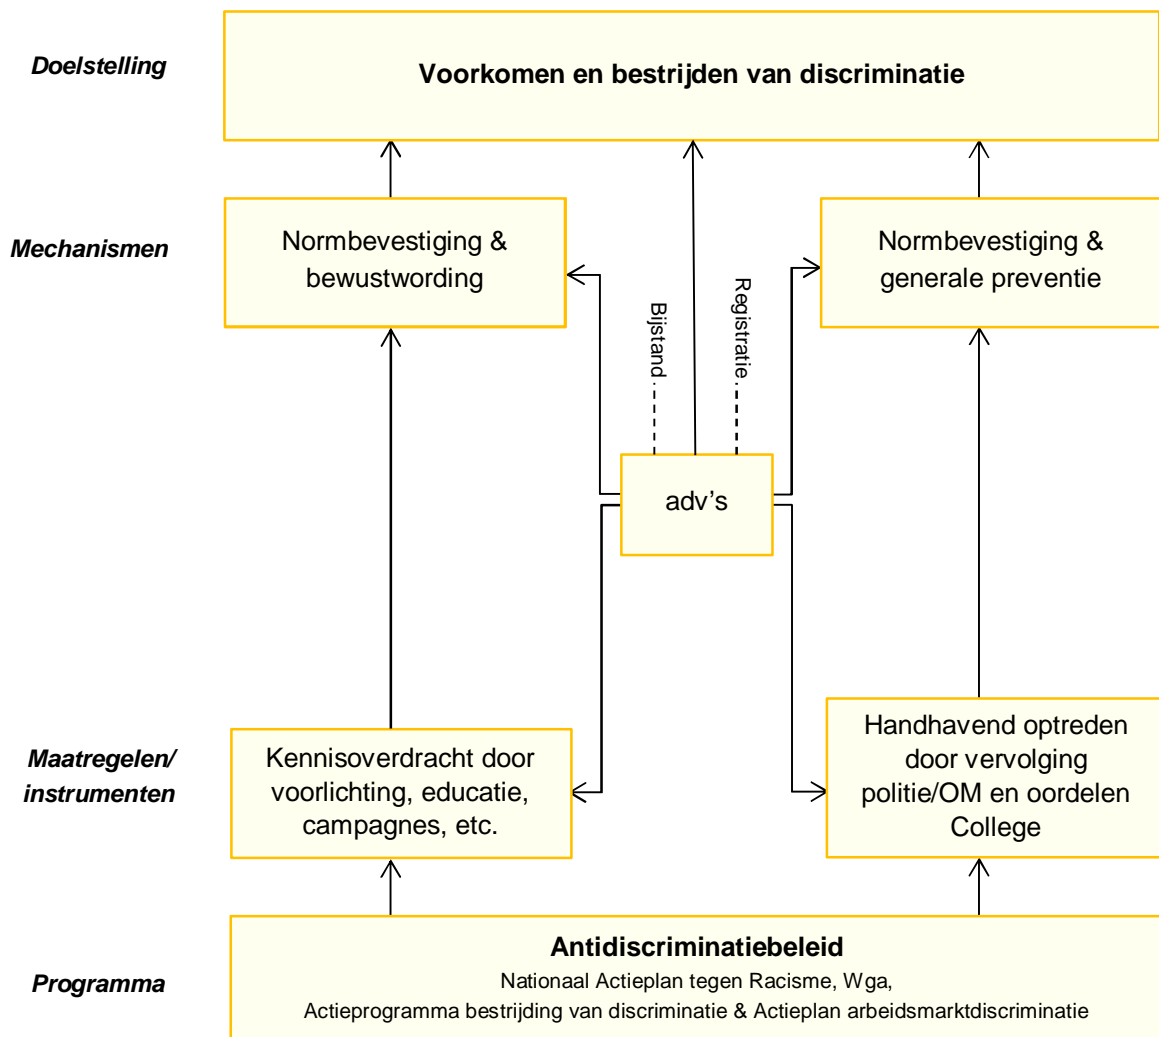 Doelstelling
Voorkomen en bestrijden van discriminatie
Mechanismen
Normbevestiging &
bewustwording
Normbevestiging &
generale preventie
Bijstand
Registratie
adv's
Maatregelen/
instrumenten
Kennisoverdracht door
voorlichting, educatie,
campagnes, etc.
Handhavend optreden
door vervolging
politie/OM en oordelen
College
Programma
Antidiscriminatiebeleid
Nationaal Actieplan tegen Racisme, Wga,
Actieprogramma bestrijding van discriminatie & Actieplan arbeidsmarktdiscriminatie